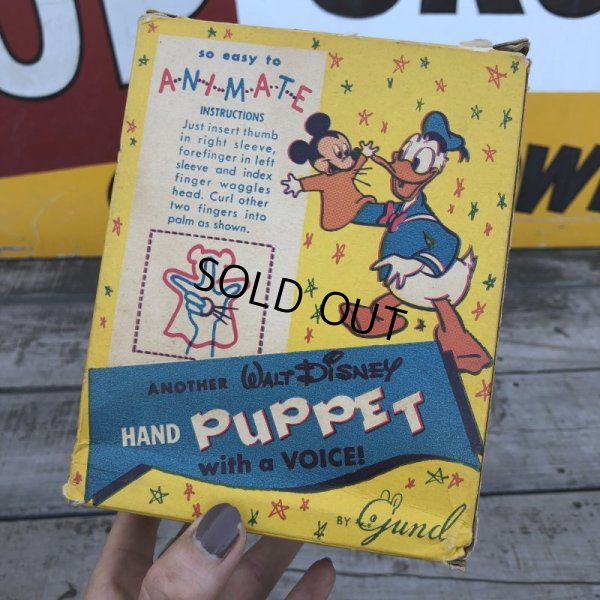 so easy to
A-N-I-M-A-T-E
INSTRUCTIONS
Just insert thumb
in right sleeve,
forefinger in left
sleeve and index
finger waggles
head. Curl other
two fingers into
palm as shown.
SOLD OUT
ANOTHER WALT DISNEY
HAND PUPPET
with a VOICE!
BY Gund